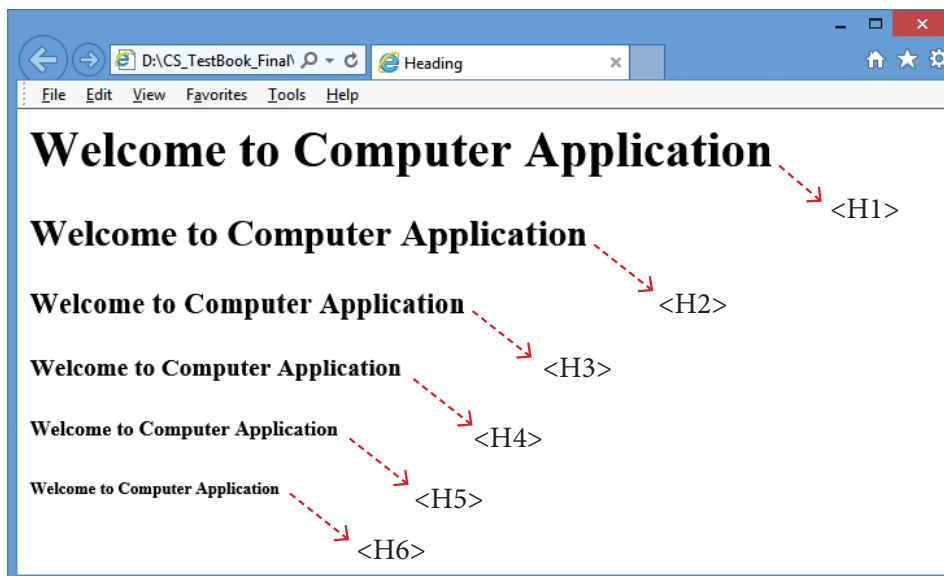 D:\CS_TestBook_Final\
Heading
File Edit View Favorites Tools Help
Welcome to Computer Application
<H1>
Welcome to Computer Application
<H2>
Welcome to Computer Application
<H3>
Welcome to Computer Application
<H4>
Welcome to Computer Application
<H5>
Welcome to Computer Application
<H6>